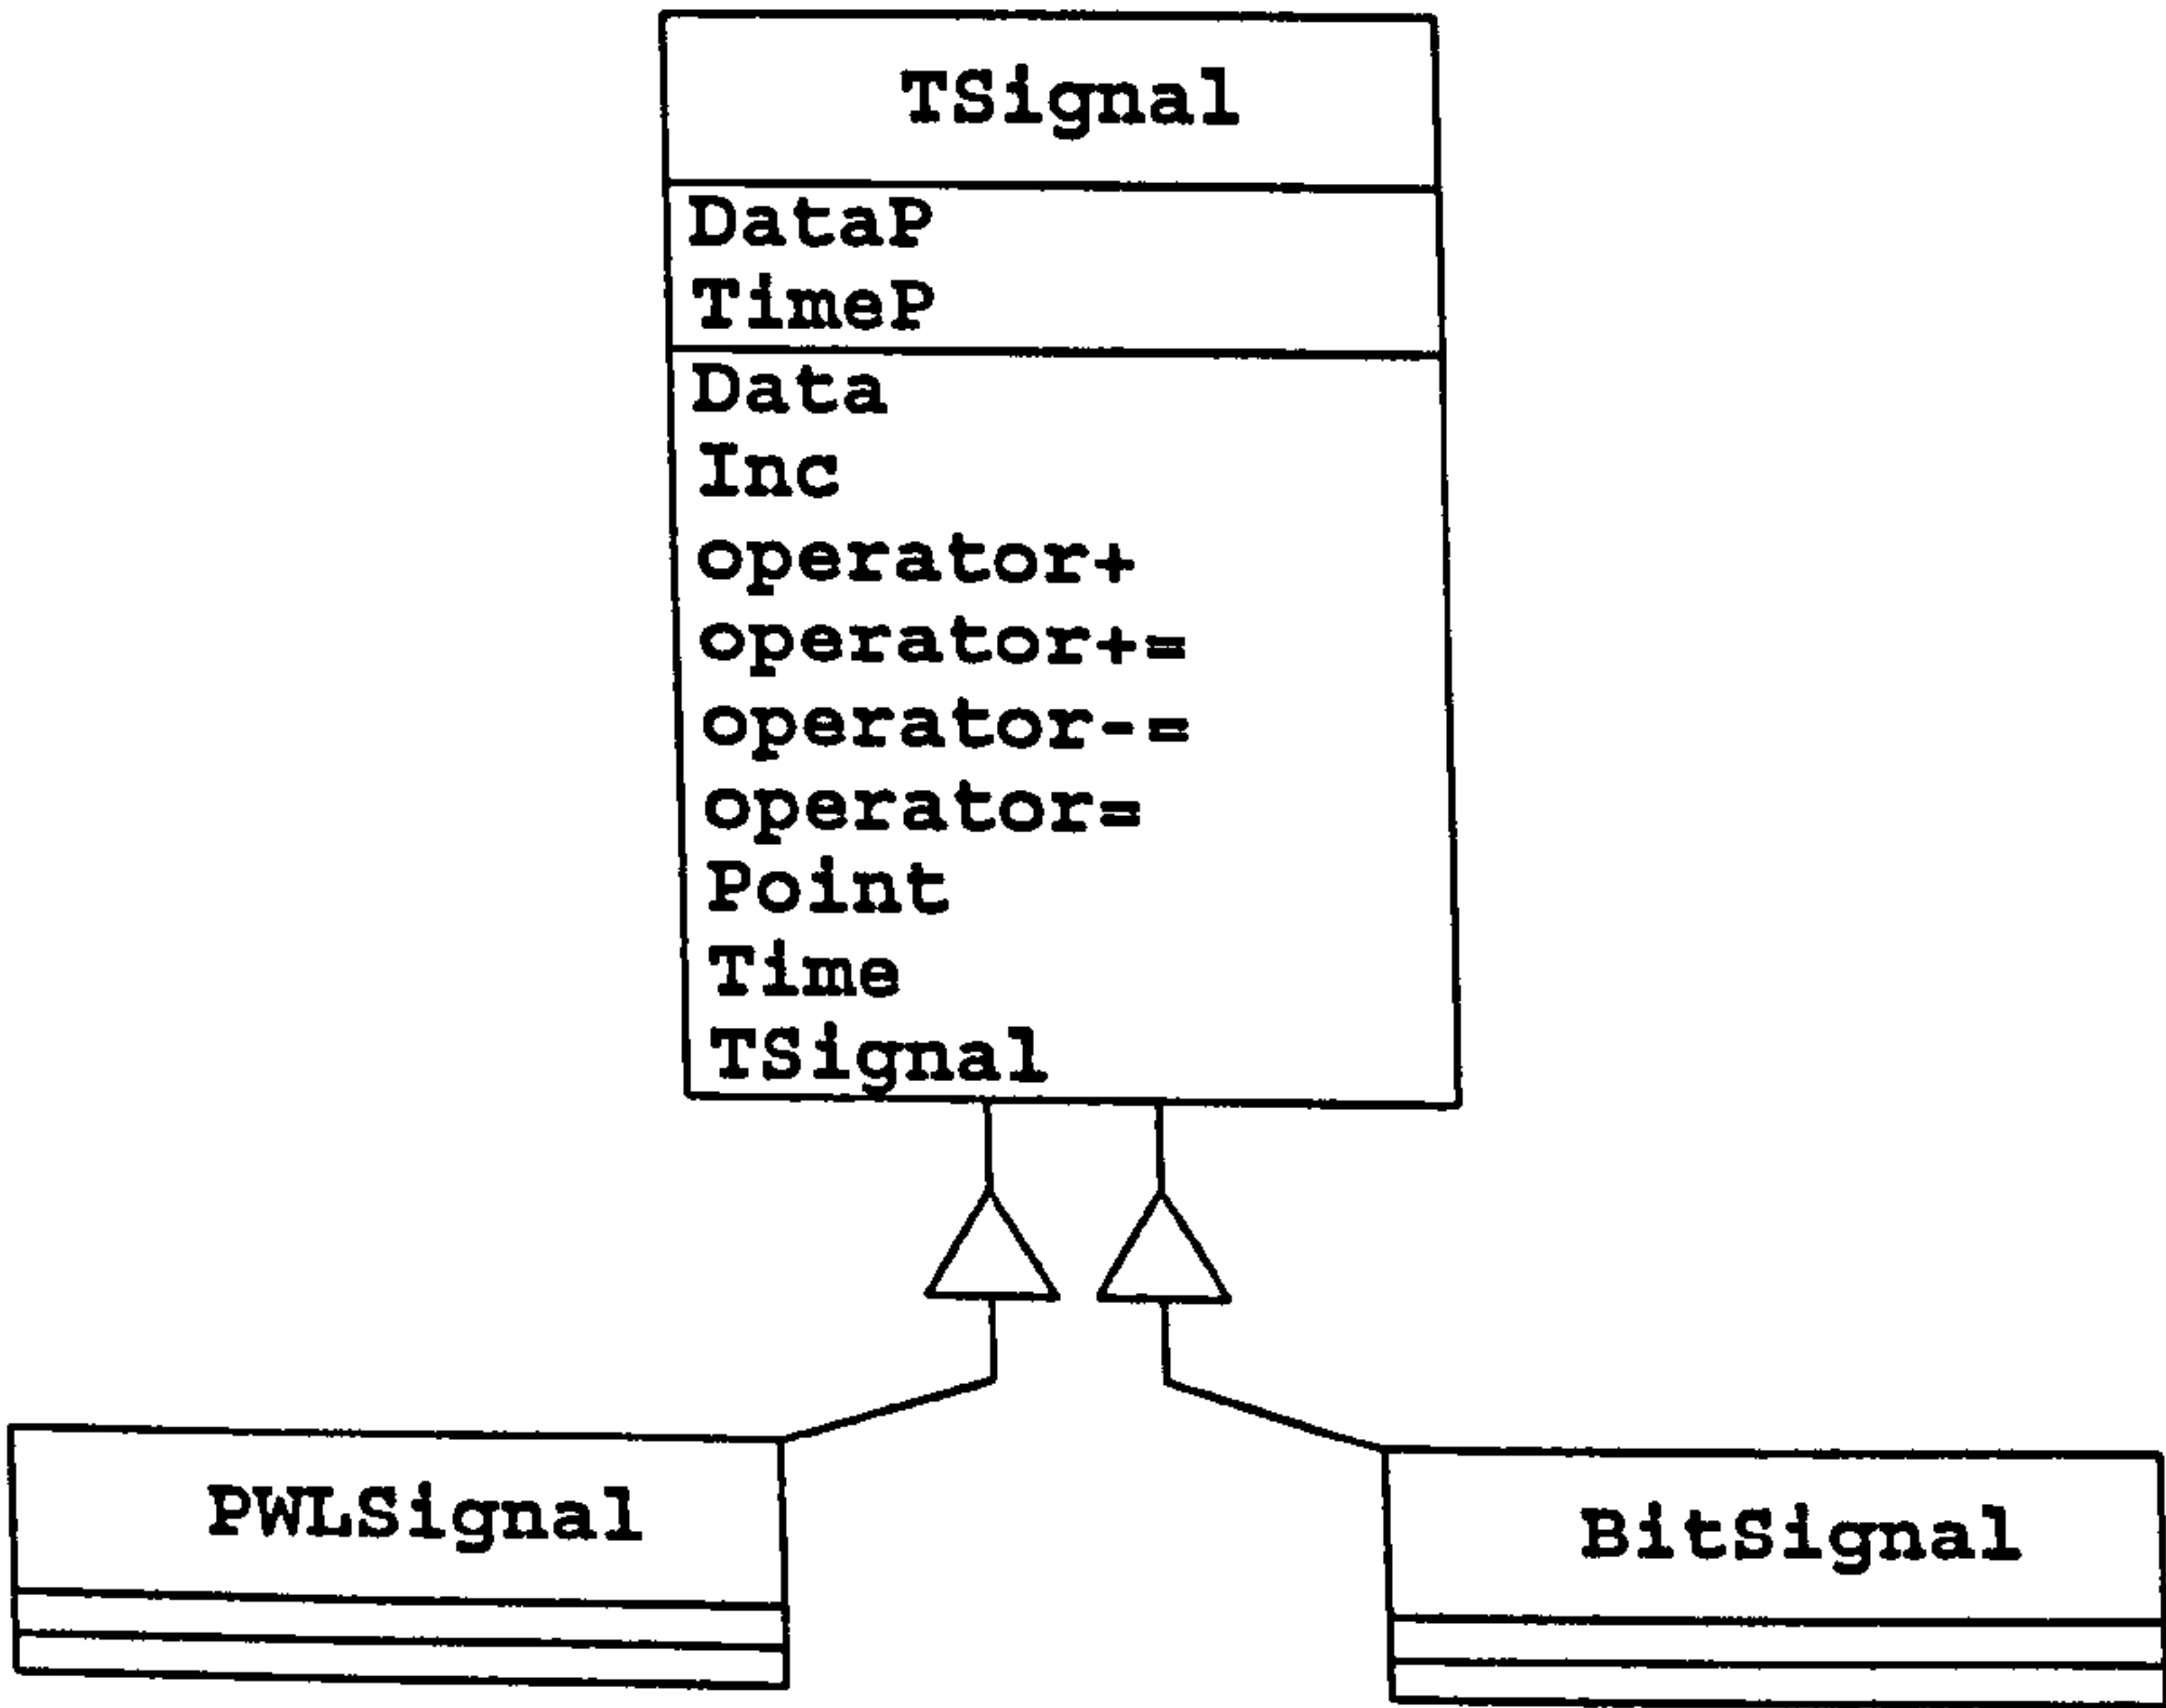 TSignal
DataP
TimeP
Data
Inc
operator+
operator+=
operator-=
operator=
Point
Time
TSignal
PWLSignal
BitSignal